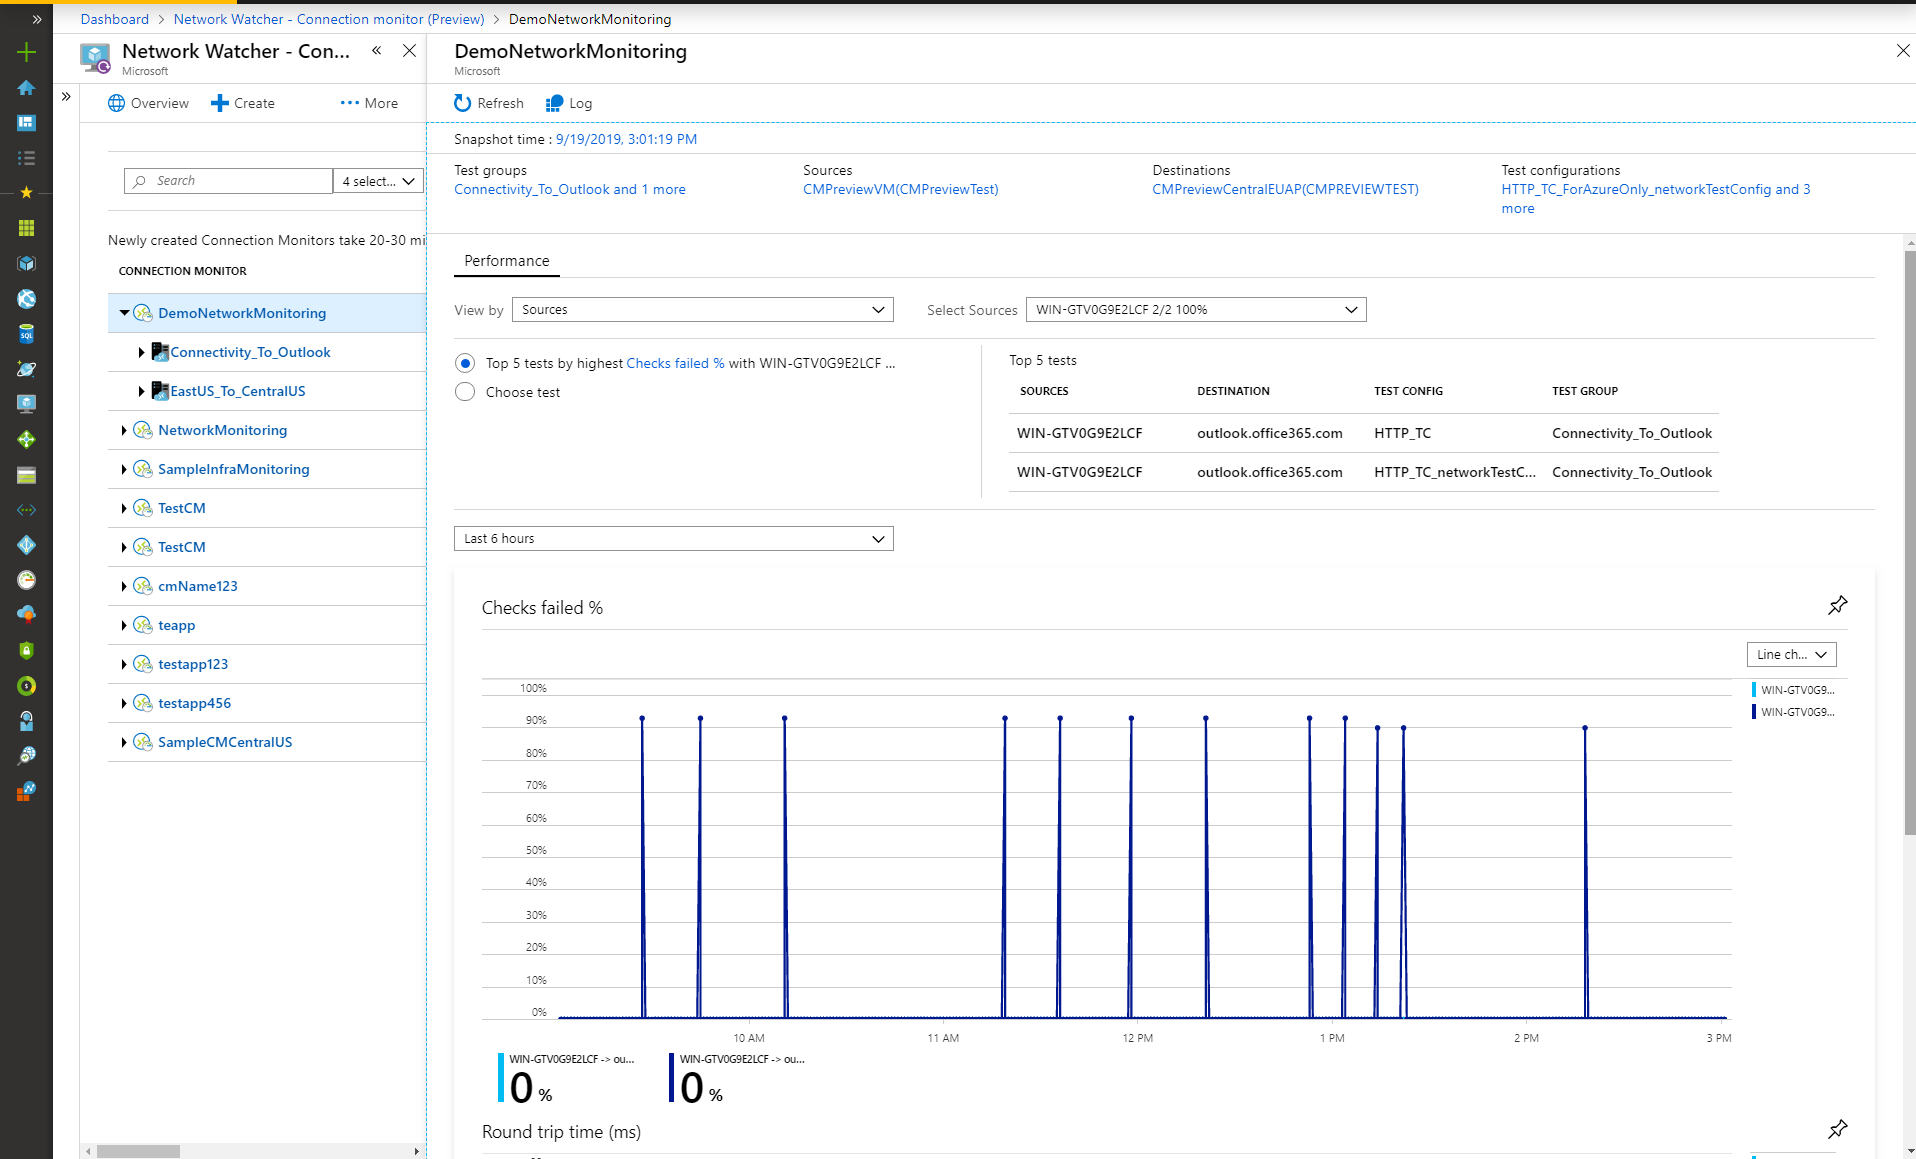 Dashboard > Network Watcher - Connection monitor (Preview) > DemoNetworkMonitoring
Network Watcher - Con...
Microsoft
Overview
Create
More
Search
4 select...
Newly created Connection Monitors take 20-30 mi
CONNECTION MONITOR
DemoNetworkMonitoring
Connectivity_To_Outlook
EastUS_To_CentralUS
NetworkMonitoring
SampleInfraMonitoring
TestCM
TestCM
cmName123
teapp
testapp123
testapp456
SampleCMCentralUS
DemoNetworkMonitoring
Microsoft
Refresh
Log
Snapshot time : 9/19/2019, 3:01:19 PM
Test groups
Connectivity_To_Outlook and 1 more
Sources
CMPreviewVM(CMPreviewTest)
Destinations
CMPreviewCentralEUAP(CMPREVIEWTEST)
Test configurations
HTTP_TC_ForAzureOnly_networkTestConfig and 3
more
Performance
View by
Sources
Select Sources
WIN-GTV0G9E2LCF 2/2 100%
Top 5 tests by highest Checks failed % with WIN-GTV0G9E2LCF ...
Choose test
Top 5 tests
SOURCES DESTINATION TEST CONFIG TEST GROUP
WIN-GTV0G9E2LCF outlook.office365.com HTTP_TC Connectivity_To_Outlook
WIN-GTV0G9E2LCF outlook.office365.com HTTP_TC_networkTestC... Connectivity_To_Outlook
Last 6 hours
Checks failed %
Line ch...
WIN-GTV0G9...
WIN-GTV0G9...
100%
90%
80%
70%
60%
50%
40%
30%
20%
10%
0%
10 AM 11 AM 12 PM 1 PM 2 PM 3 PM
WIN-GTV0G9E2LCF -> ou...
0 %
WIN-GTV0G9E2LCF -> ou...
0 %
Round trip time (ms)